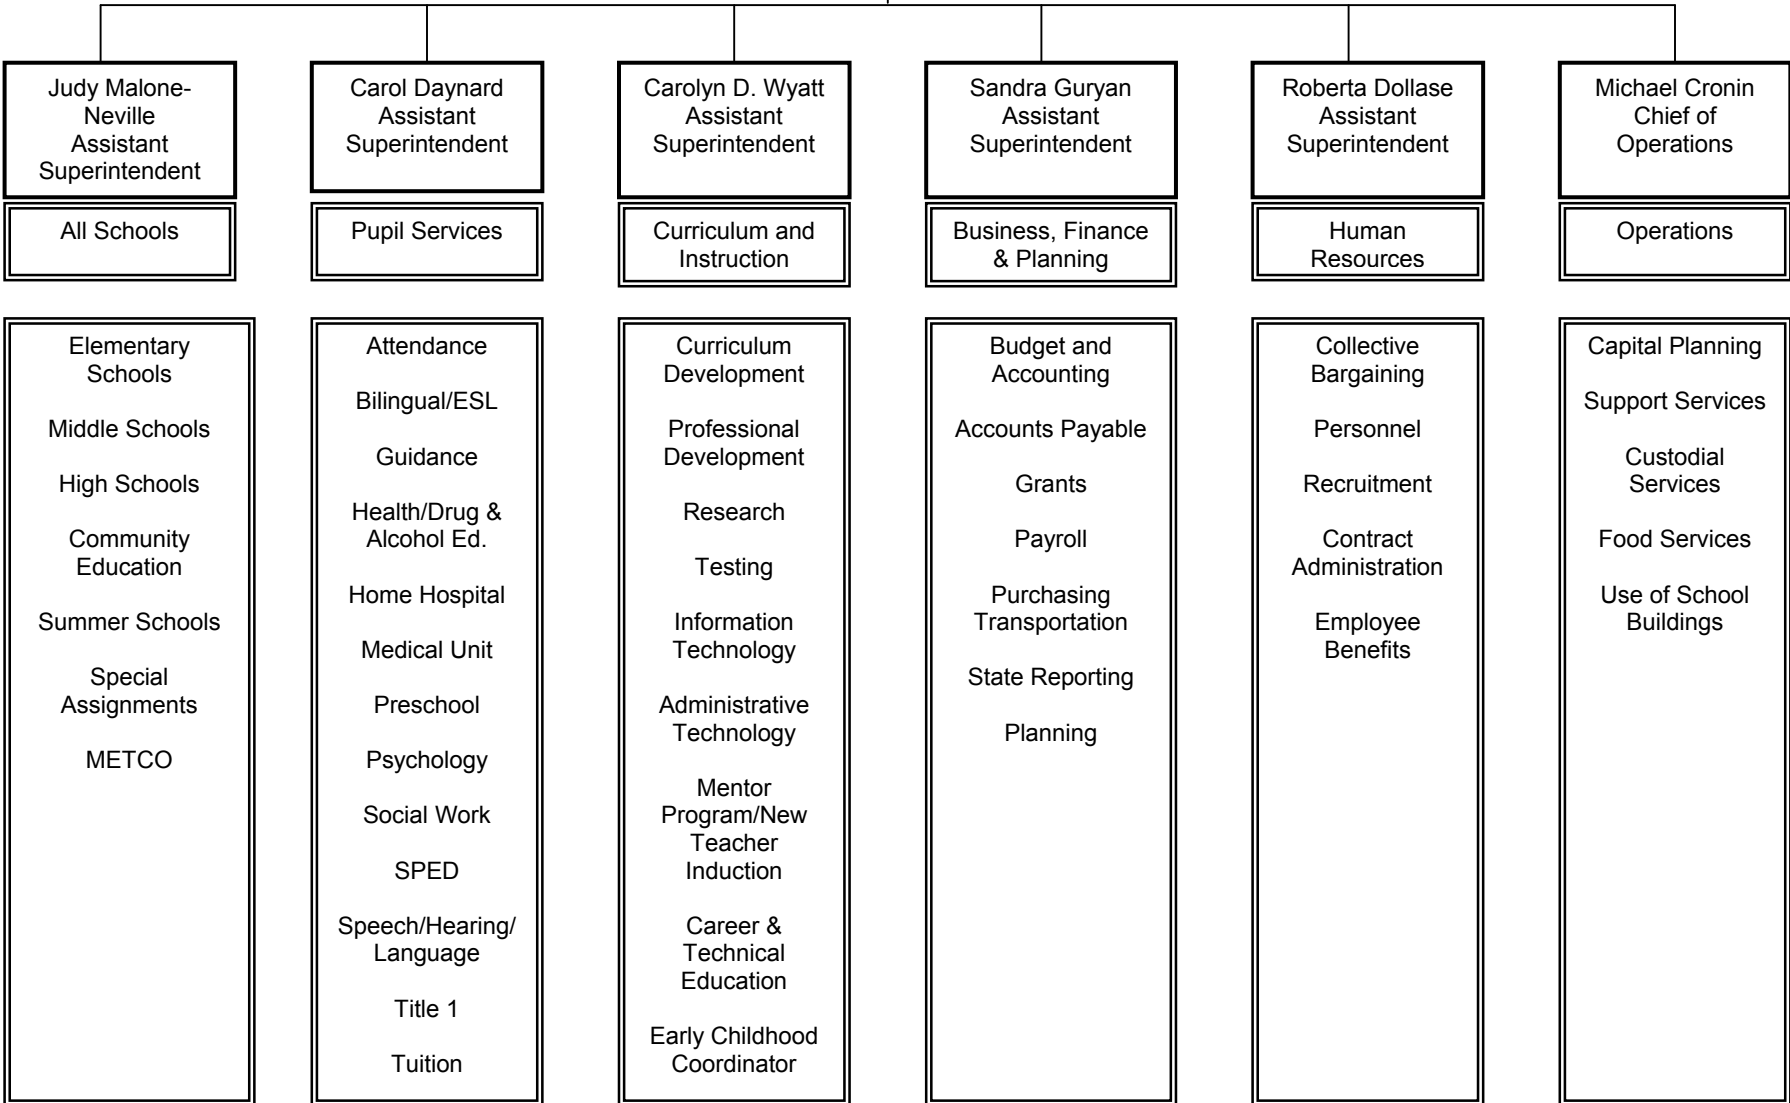 Judy Malone-
Neville
Assistant
Superintendent
All Schools
Elementary
Schools
Middle Schools
High Schools
Community
Education
Summer Schools
Special
Assignments
METCO
Carol Daynard
Assistant
Superintendent
Pupil Services
Attendance
Bilingual/ESL
Guidance
Health/Drug &
Alcohol Ed.
Home Hospital
Medical Unit
Preschool
Psychology
Social Work
SPED
Speech/Hearing/
Language
Title 1
Tuition
Carolyn D. Wyatt
Assistant
Superintendent
Curriculum and
Instruction
Curriculum
Development
Professional
Development
Research
Testing
Information
Technology
Administrative
Technology
Mentor
Program/New
Teacher
Induction
Career &
Technical
Education
Early Childhood
Coordinator
Sandra Guryan
Assistant
Superintendent
Business, Finance
& Planning
Budget and
Accounting
Accounts Payable
Grants
Payroll
Purchasing
Transportation
State Reporting
Planning
Roberta Dollase
Assistant
Superintendent
Human
Resources
Collective
Bargaining
Personnel
Recruitment
Contract
Administration
Employee
Benefits
Michael Cronin
Chief of
Operations
Operations
Capital Planning
Support Services
Custodial
Services
Food Services
Use of School
Buildings